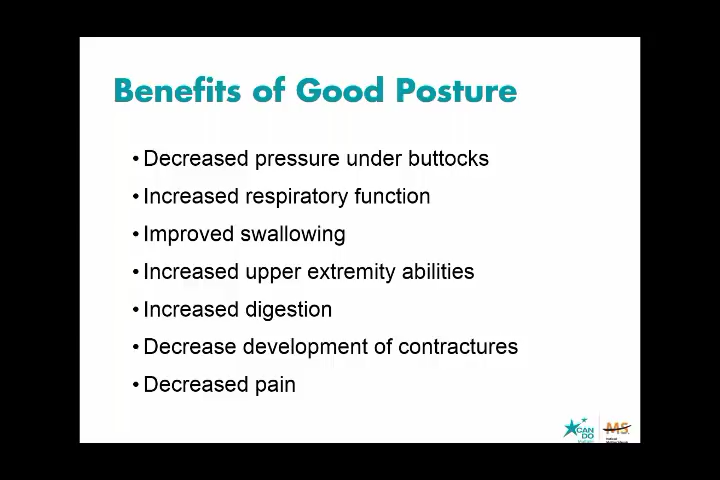 Benefits of Good Posture
• Decreased pressure under buttocks
• Increased respiratory function
• Improved swallowing
• Increased upper extremity abilities
• Increased digestion
• Decrease development of contractures
• Decreased pain
CAN
DO
MS